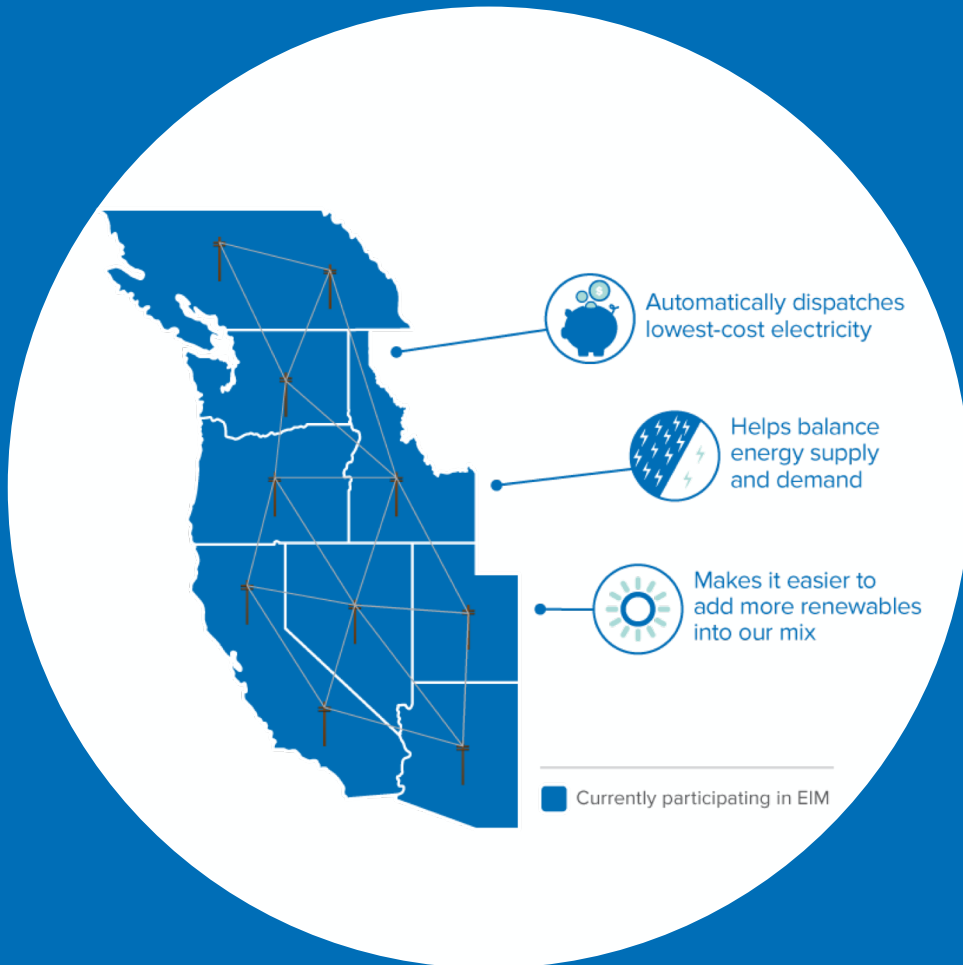 $
Automatically dispatches
lowest-cost electricity
Helps balance
energy supply
and demand
Makes it easier to
add more renewables
into our mix
Currently participating in EIM